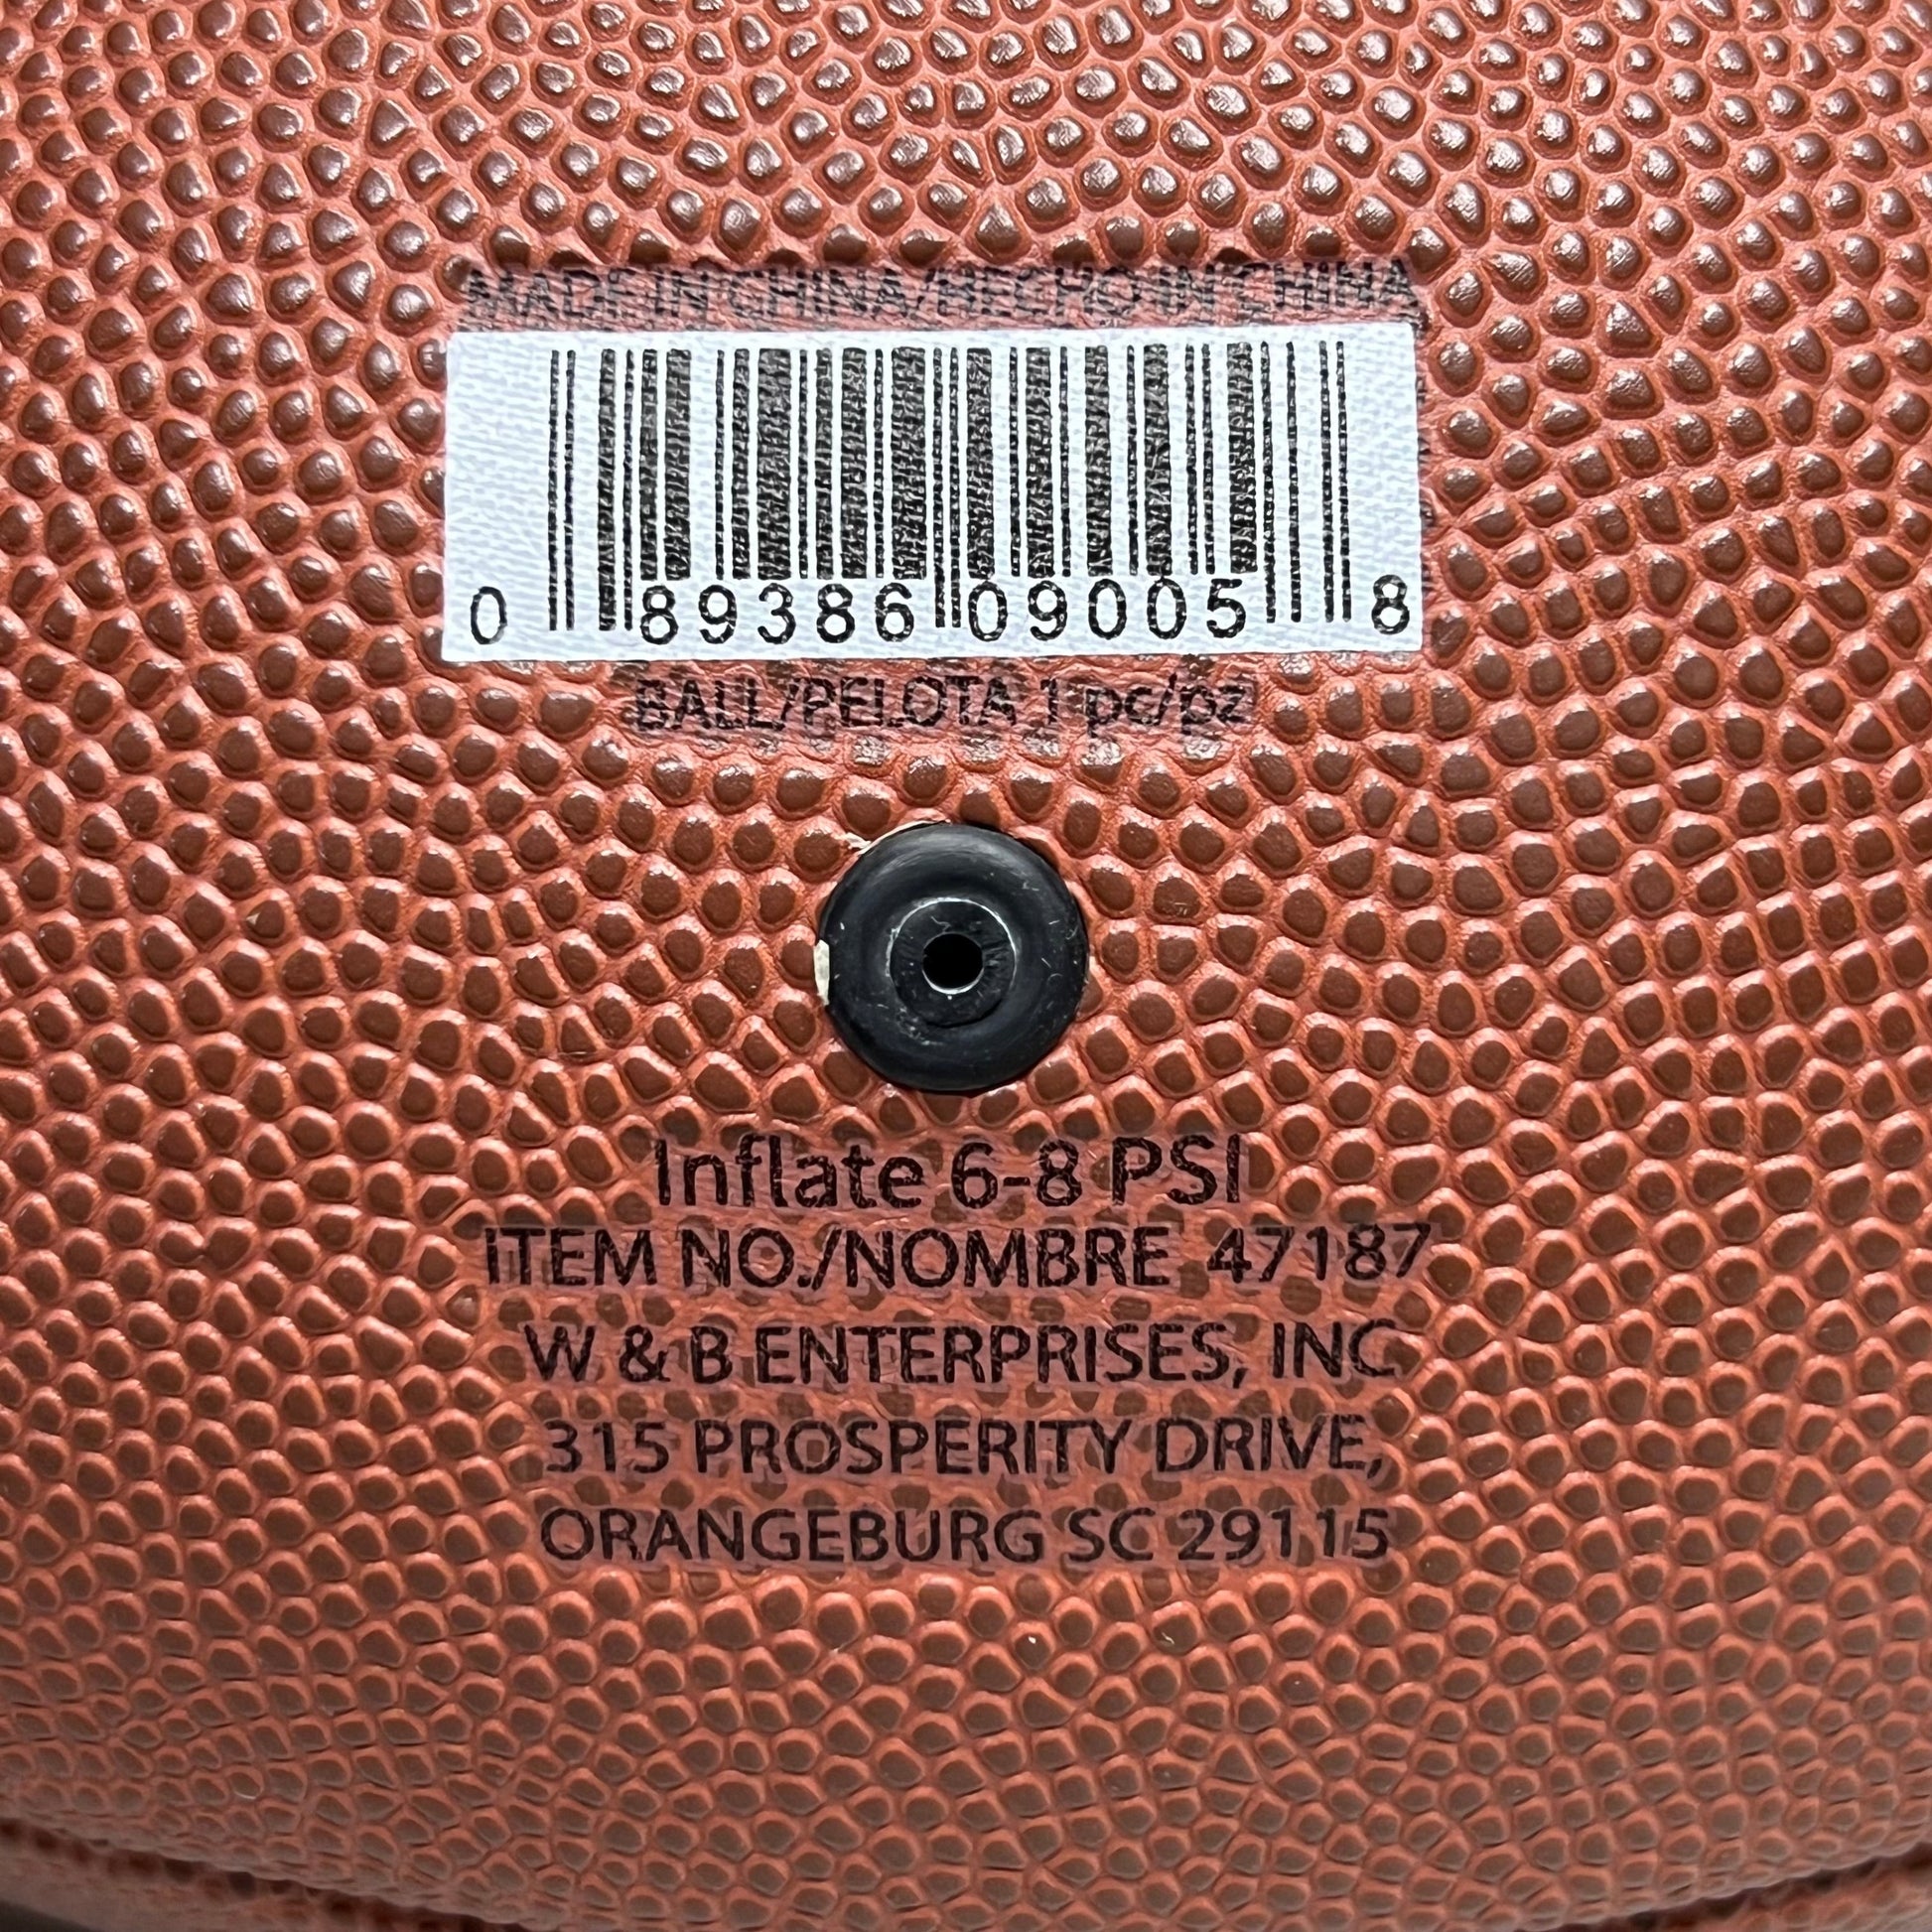 MADE IN CHINA/HECHO IN CHINA
0 89386 09005 8
BALL/PELOTA 1 pc/pz
Inflate 6-8 PSI
ITEM NO./NOMBRE 47187
W & B ENTERPRISES, INC
315 PROSPERITY DRIVE,
ORANGEBURG SC 29115